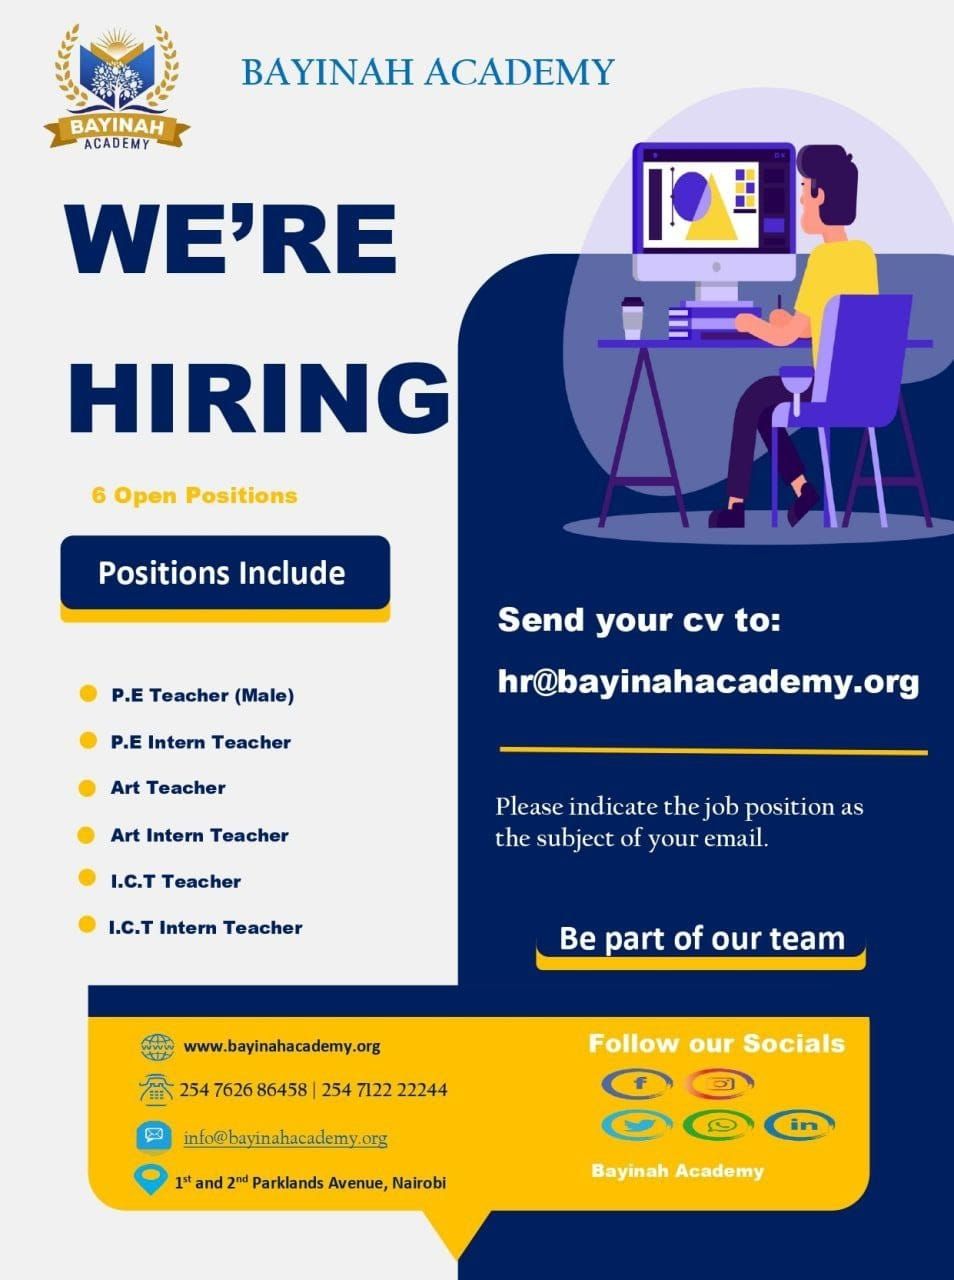 BAYINAH ACADEMY
BAYINAH
ACADEMY
WE’RE
HIRING
6 Open Positions
Positions Include
P.E Teacher (Male)
P.E Intern Teacher
Art Teacher
Art Intern Teacher
I.C.T Teacher
I.C.T Intern Teacher
Send your cv to:
hr@bayinahacademy.org
Please indicate the job position as
the subject of your email.
Be part of our team
www.bayinahacademy.org
254 7626 86458 | 254 7122 22244
info@bayinahacademy.org
1st and 2nd Parklands Avenue, Nairobi
Follow our Socials
Bayinah Academy